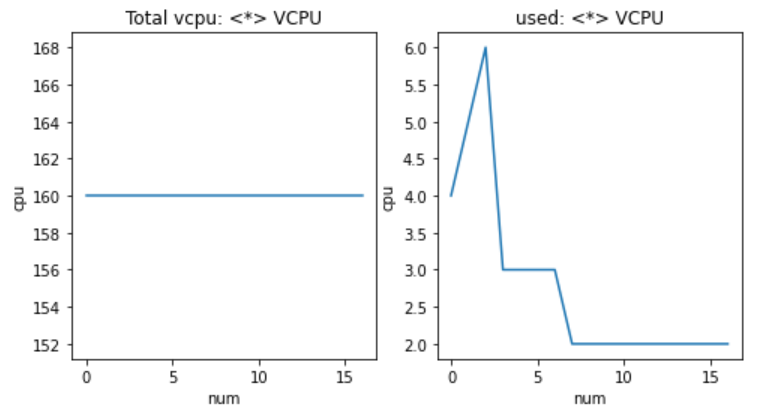 Total vcpu: <*> VCPU
168
166
164
162
160
158
156
154
152
cpu
0 5 10 15
num
used: <*> VCPU
6.0
5.5
5.0
4.5
4.0
3.5
3.0
2.5
2.0
cpu
0 5 10 15
num